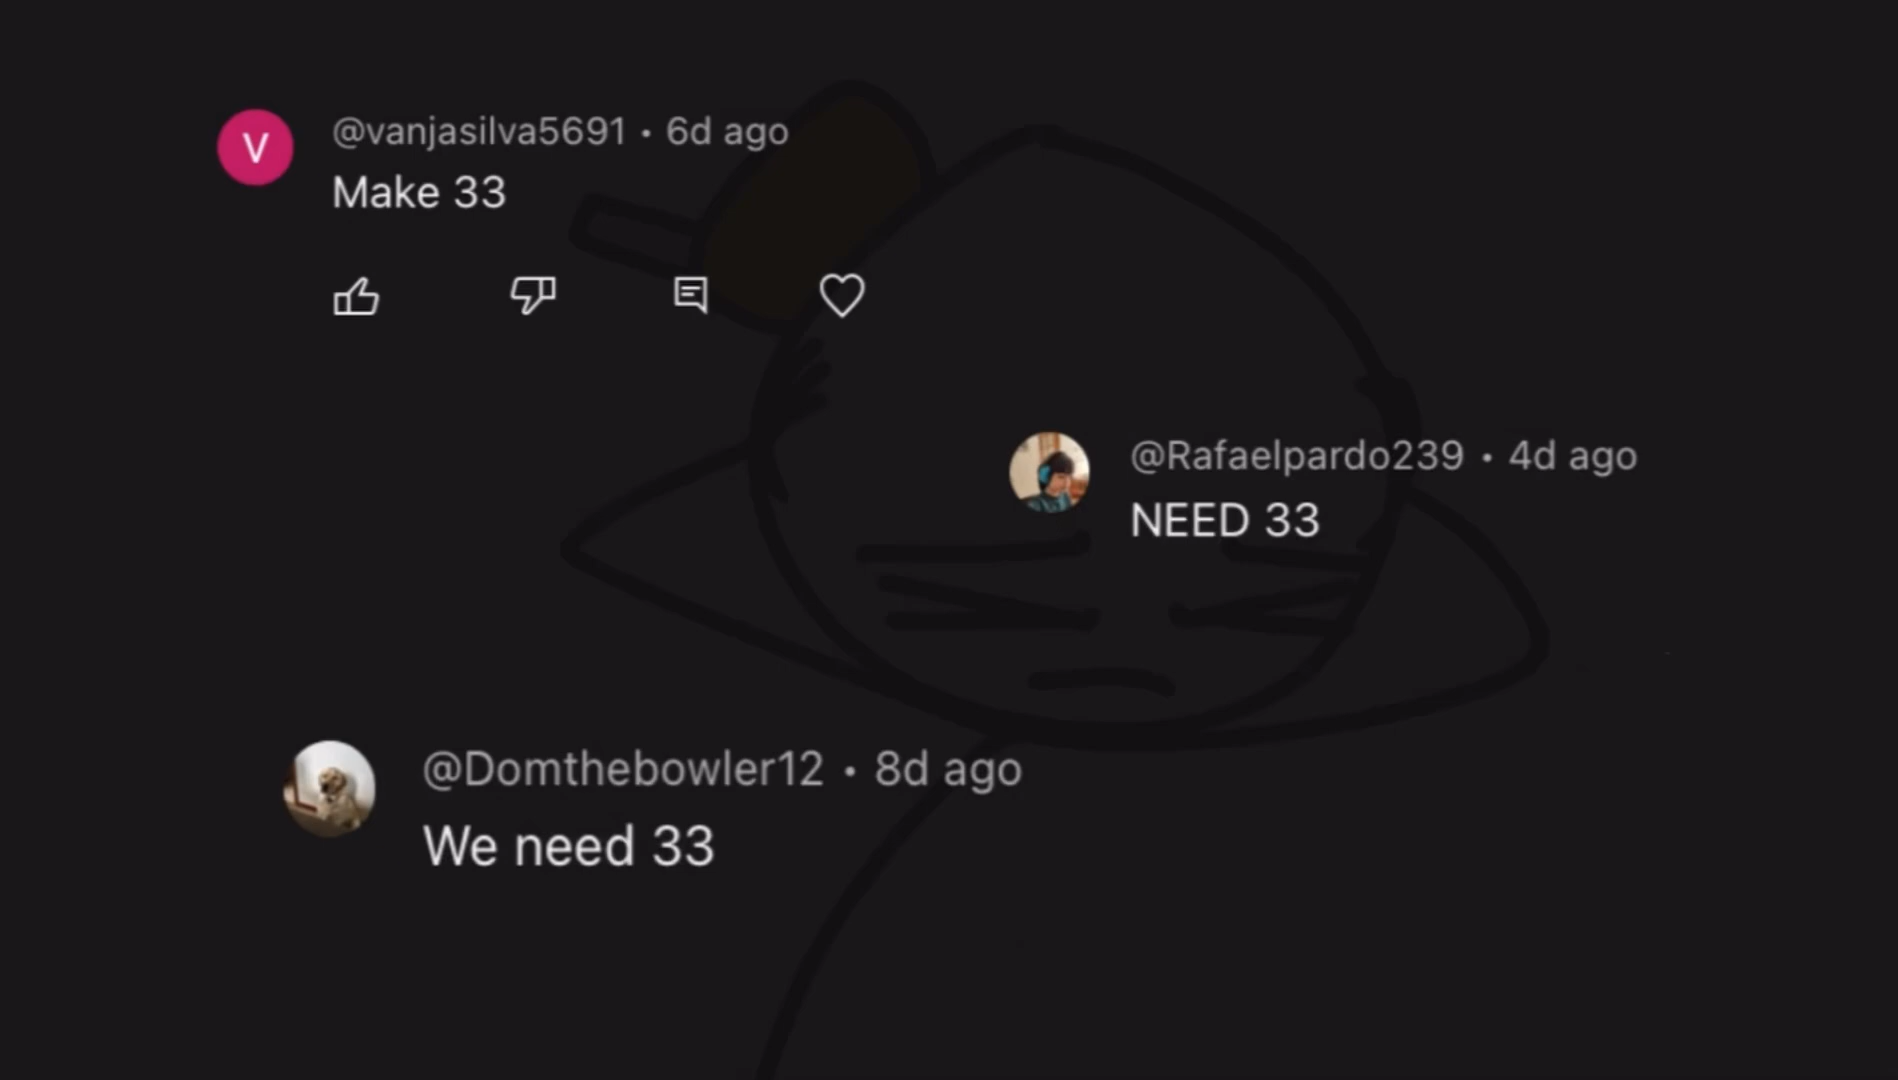 V
@vanjasilva5691 • 6d ago
Make 33
@Rafaelpardo239 • 4d ago
NEED 33
@Domthebowler12 • 8d ago
We need 33